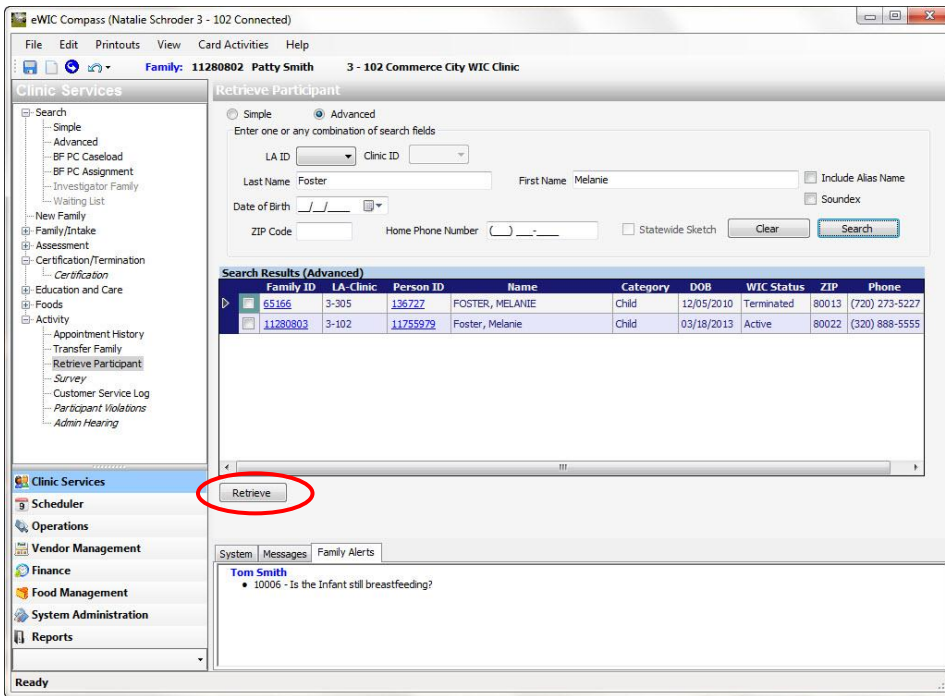 eWIC Compass (Natalie Schroder 3 - 102 Connected)
File Edit Printouts View Card Activities Help
Family: 11280802 Patty Smith 3 - 102 Commerce City WIC Clinic
Clinic Services
Search
Simple
Advanced
BF PC Caseload
BF PC Assignment
Investigator Family
Waiting List
New Family
Family/Intake
Assessment
Certification/Termination
Certification
Education and Care
Foods
Activity
Appointment History
Transfer Family
Retrieve Participant
Survey
Customer Service Log
Participant Violations
Admin Hearing
Clinic Services
9 Scheduler
Operations
Vendor Management
Finance
Food Management
System Administration
Reports
Retrieve Participant
Simple Advanced
Enter one or any combination of search fields
LA ID Clinic ID
Last Name Foster First Name Melanie Include Alias Name
Date of Birth _/_/____ Soundex
ZIP Code Home Phone Number (__) ___-____ Statewide Sketch Clear Search
Search Results (Advanced)
Family ID LA-Clinic Person ID Name Category DOB WIC Status ZIP Phone
65166 3-305 136727 FOSTER, MELANIE Child 12/05/2010 Terminated 80013 (720) 273-5227
11280803 3-102 11755979 Foster, Melanie Child 03/18/2013 Active 80022 (320) 888-5555
Retrieve
System Messages Family Alerts
Tom Smith
• 10006 - Is the Infant still breastfeeding?
Ready